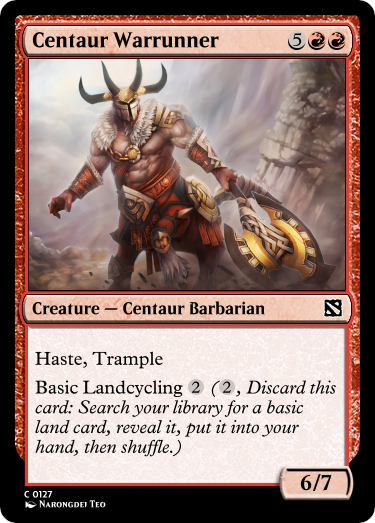 Centaur Warrunner 5
Creature — Centaur Barbarian
Haste, Trample
Basic Landcycling 2 (2, Discard this
card: Search your library for a basic
land card, reveal it, put it into your
hand, then shuffle.)
6/7
C 0127
Narongdej Teo